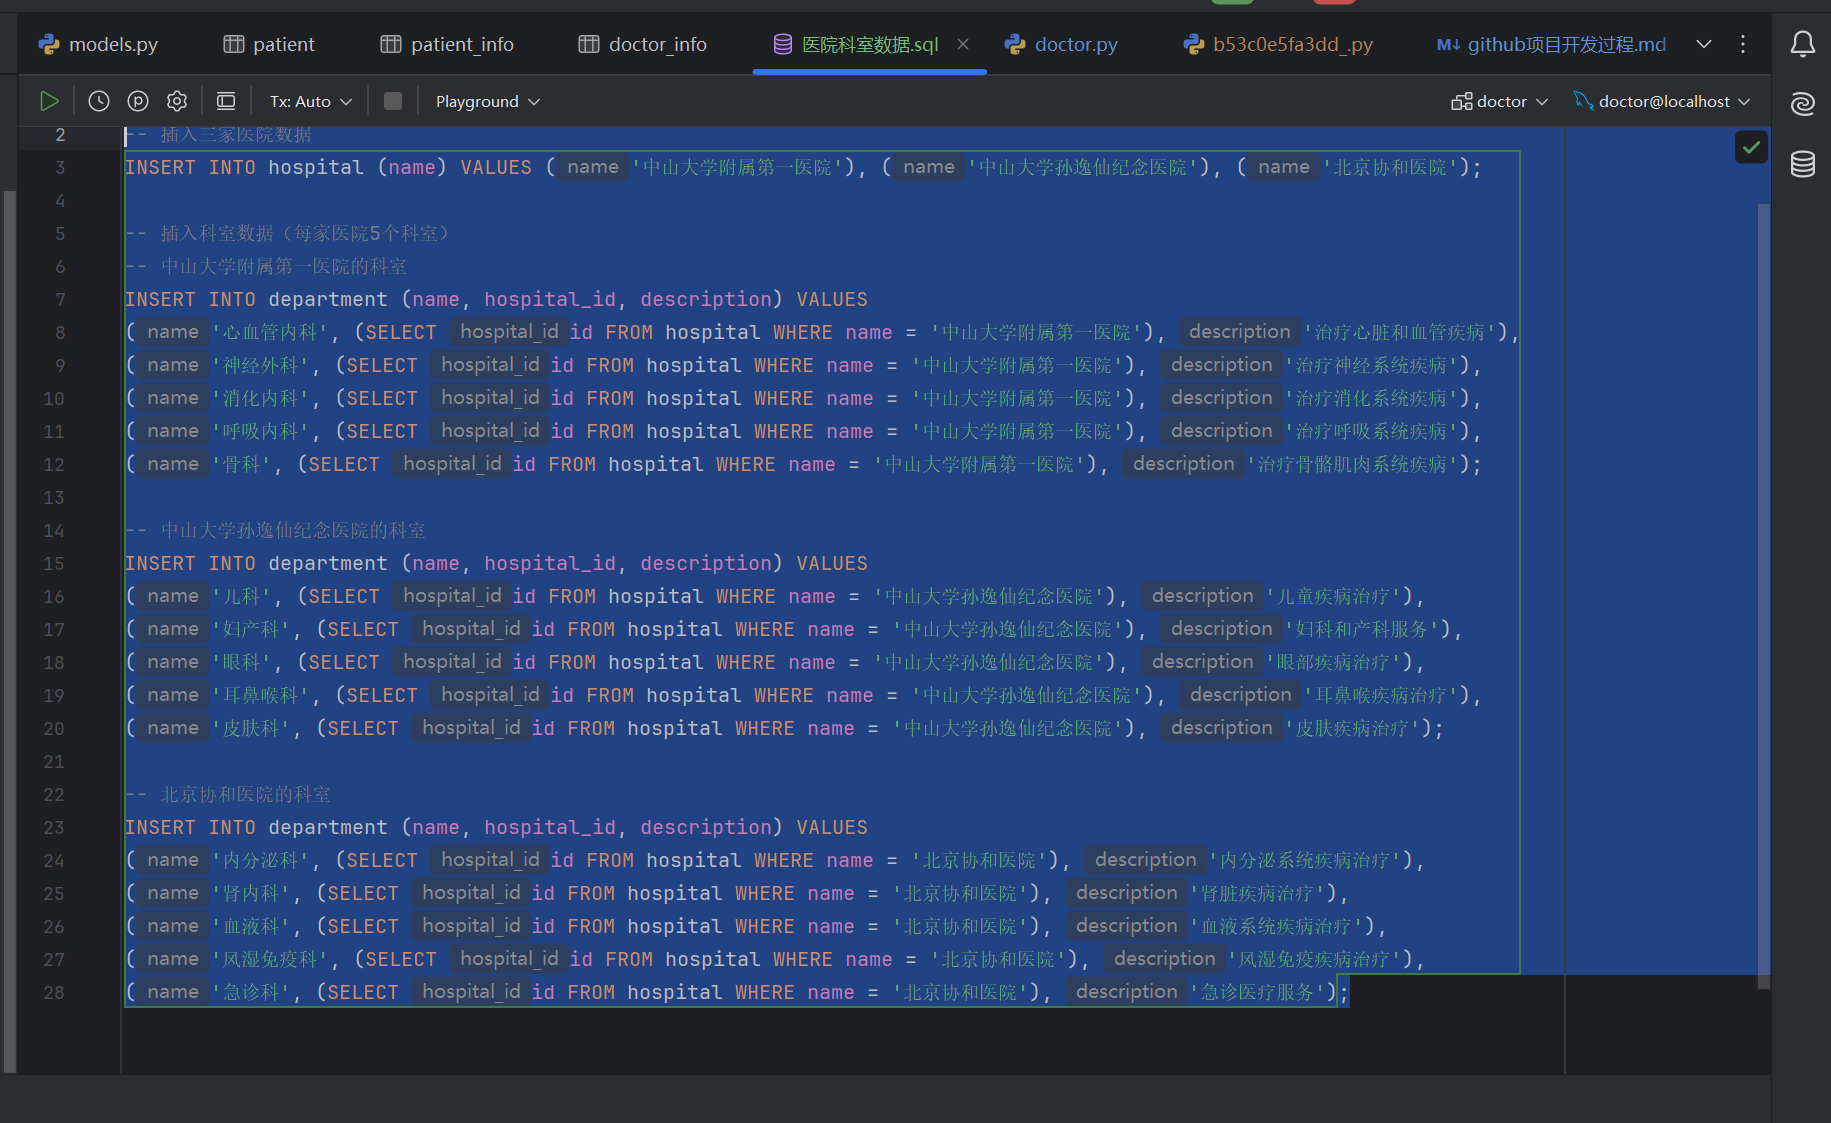 models.py patient patient_info doctor_info 医院科室数据.sql doctor.py b53c0e5fa3dd_.py M↓ github项目开发过程.md
Tx: Auto Playground doctor doctor@localhost
2 -- 插入三家医院数据
3 INSERT INTO hospital (name) VALUES ( name '中山大学附属第一医院'), ( name '中山大学孙逸仙纪念医院'), ( name '北京协和医院');
4
5 -- 插入科室数据（每家医院5个科室）
6 -- 中山大学附属第一医院的科室
7 INSERT INTO department (name, hospital_id, description) VALUES
8 ( name '心血管内科', (SELECT hospital_id id FROM hospital WHERE name = '中山大学附属第一医院'), description '治疗心脏和血管疾病'),
9 ( name '神经外科', (SELECT hospital_id id FROM hospital WHERE name = '中山大学附属第一医院'), description '治疗神经系统疾病'),
10 ( name '消化内科', (SELECT hospital_id id FROM hospital WHERE name = '中山大学附属第一医院'), description '治疗消化系统疾病'),
11 ( name '呼吸内科', (SELECT hospital_id id FROM hospital WHERE name = '中山大学附属第一医院'), description '治疗呼吸系统疾病'),
12 ( name '骨科', (SELECT hospital_id id FROM hospital WHERE name = '中山大学附属第一医院'), description '治疗骨骼肌肉系统疾病');
13
14 -- 中山大学孙逸仙纪念医院的科室
15 INSERT INTO department (name, hospital_id, description) VALUES
16 ( name '儿科', (SELECT hospital_id id FROM hospital WHERE name = '中山大学孙逸仙纪念医院'), description '儿童疾病治疗'),
17 ( name '妇产科', (SELECT hospital_id id FROM hospital WHERE name = '中山大学孙逸仙纪念医院'), description '妇科和产科服务'),
18 ( name '眼科', (SELECT hospital_id id FROM hospital WHERE name = '中山大学孙逸仙纪念医院'), description '眼部疾病治疗'),
19 ( name '耳鼻喉科', (SELECT hospital_id id FROM hospital WHERE name = '中山大学孙逸仙纪念医院'), description '耳鼻喉疾病治疗'),
20 ( name '皮肤科', (SELECT hospital_id id FROM hospital WHERE name = '中山大学孙逸仙纪念医院'), description '皮肤疾病治疗');
21
22 -- 北京协和医院的科室
23 INSERT INTO department (name, hospital_id, description) VALUES
24 ( name '内分泌科', (SELECT hospital_id id FROM hospital WHERE name = '北京协和医院'), description '内分泌系统疾病治疗'),
25 ( name '肾内科', (SELECT hospital_id id FROM hospital WHERE name = '北京协和医院'), description '肾脏疾病治疗'),
26 ( name '血液科', (SELECT hospital_id id FROM hospital WHERE name = '北京协和医院'), description '血液系统疾病治疗'),
27 ( name '风湿免疫科', (SELECT hospital_id id FROM hospital WHERE name = '北京协和医院'), description '风湿免疫疾病治疗'),
28 ( name '急诊科', (SELECT hospital_id id FROM hospital WHERE name = '北京协和医院'), description '急诊医疗服务');